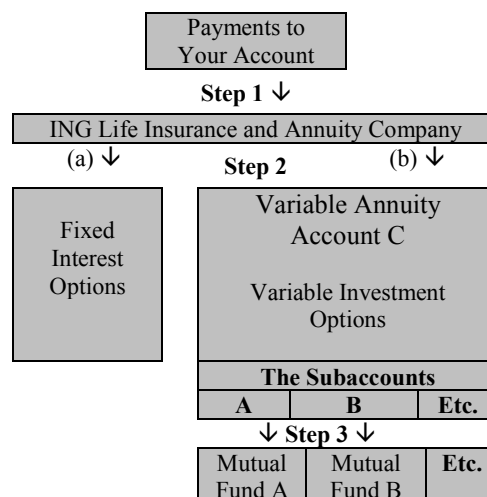 Payments to
Your Account
Step 1 ↓
ING Life Insurance and Annuity Company
(a) ↓ Step 2 (b) ↓
Fixed
Interest
Options
Variable Annuity
Account C
Variable Investment
Options
The Subaccounts
A B Etc.
↓ Step 3 ↓
Mutual
Fund A
Mutual
Fund B
Etc.